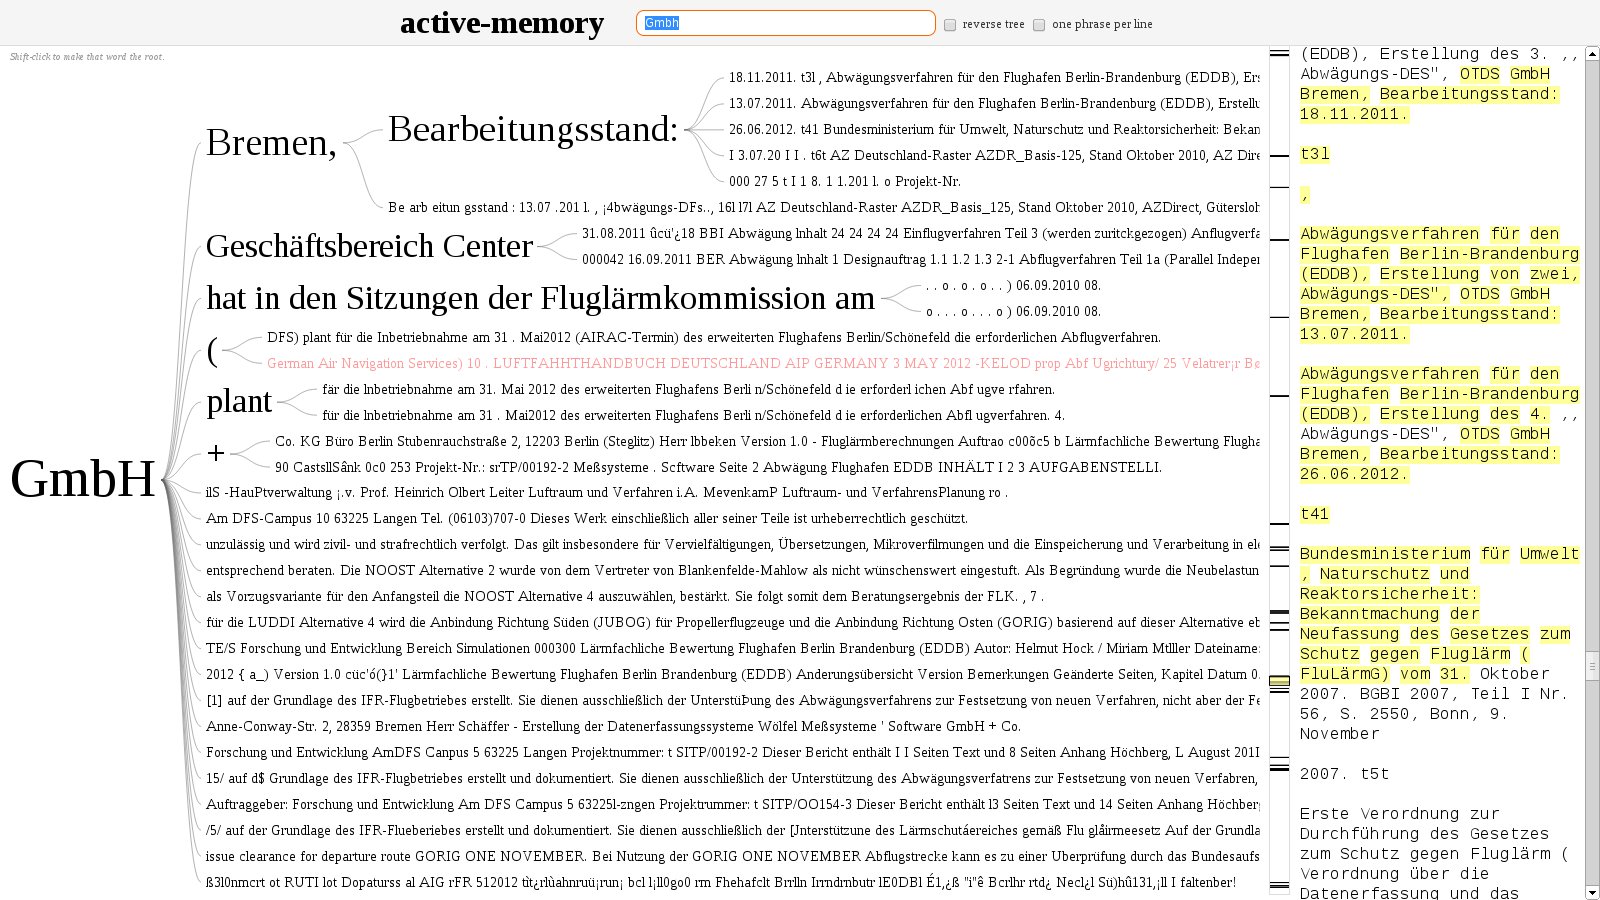 active-memory
Gmbh
reverse tree
one phrase per line
Shift-click to make that word the root.
GmbH
Bremen,
Bearbeitungsstand:
18.11.2011. t3l , Abwägungsverfahren für den Flughafen Berlin-Brandenburg (EDDB), Ers
13.07.2011. Abwägungsverfahren für den Flughafen Berlin-Brandenburg (EDDB), Erstellu
26.06.2012. t41 Bundesministerium für Umwelt, Naturschutz und Reaktorsicherheit: Bekan
I 3.07.20 I I . t6t AZ Deutschland-Raster AZDR_Basis-125, Stand Oktober 2010, AZ Dire
000 27 5 t I 1 8. 1 1.201 l. o Projekt-Nr.
Be arb eitun gsstand : 13.07 .201 l. , ¡4bwägungs-DFs.., 16l l7l AZ Deutschland-Raster AZDR_Basis_125, Stand Oktober 2010, AZDirect, Gütersloh
Geschäftsbereich Center
31.08.2011 ûcü'¿18 BBI Abwägung lnhalt 24 24 24 24 Einflugverfahren Teil 3 (werden zuritckgezogen) Anflugverfa
000042 16.09.2011 BER Abwägung lnhalt 1 Designauftrag 1.1 1.2 1.3 2-1 Abflugverfahren Teil 1a (Parallel Indeper
hat in den Sitzungen der Fluglärmkommission am
. . o . o . o . . ) 06.09.2010 08.
o . . . o . . . o ) 06.09.2010 08.
(
DFS) plant für die Inbetriebnahme am 31 . Mai2012 (AIRAC-Termin) des erweiterten Flughafens Berlin/Schönefeld die erforderlichen Abflugverfahren.
German Air Navigation Services) 10 . LUFTFAHHTHANDBUCH DEUTSCHLAND AIP GERMANY 3 MAY 2012 -KELOD prop Abf Ugrichtury/ 25 Velatrer¡r Bø
plant
fär die lnbetriebnahme am 31. Mai 2012 des erweiterten Flughafens Berli n/Schönefeld d ie erforderl ichen Abf ugve rfahren.
für die lnbetriebnahme am 31 . Mai2012 des erweiterten Flughafens Berli n/Schönefeld d ie erforderlichen Abfl ugverfahren. 4.
+
Co. KG Büro Berlin Stubenrauchstraße 2, 12203 Berlin (Steglitz) Herr lbbeken Version 1.0 - Fluglärmberechnungen Auftrao c00õc5 b Lärmfachliche Bewertung Flugha
90 CastsllSânk 0c0 253 Projekt-Nr.: srTP/00192-2 Meßsysteme . Scftware Seite 2 Abwägung Flughafen EDDB INHÄLT I 2 3 AUFGABENSTELLI.
ilS -HauPtverwaltung ¡.v. Prof. Heinrich Olbert Leiter Luftraum und Verfahren i.A. MevenkamP Luftraum- und VerfahrensPlanung ro .
Am DFS-Campus 10 63225 Langen Tel. (06103)707-0 Dieses Werk einschließlich aller seiner Teile ist urheberrechtlich geschützt.
unzulässig und wird zivil- und strafrechtlich verfolgt. Das gilt insbesondere für Vervielfältigungen, Übersetzungen, Mikroverfilmungen und die Einspeicherung und Verarbeitung in ele
entsprechend beraten. Die NOOST Alternative 2 wurde von dem Vertreter von Blankenfelde-Mahlow als nicht wünschenswert eingestuft. Als Begründung wurde die Neubelastun
als Vorzugsvariante für den Anfangsteil die NOOST Alternative 4 auszuwählen, bestärkt. Sie folgt somit dem Beratungsergebnis der FLK. , 7 .
für die LUDDI Alternative 4 wird die Anbindung Richtung Süden (JUBOG) für Propellerflugzeuge und die Anbindung Richtung Osten (GORIG) basierend auf dieser Alternative eb
TE/S Forschung und Entwicklung Bereich Simulationen 000300 Lärmfachliche Bewertung Flughafen Berlin Brandenburg (EDDB) Autor: Helmut Hock / Miriam Mtlller Dateiname:
2012 { a_) Version 1.0 cüc'ó(}1' Lärmfachliche Bewertung Flughafen Berlin Brandenburg (EDDB) Anderungsübersicht Version Bemerkungen Geänderte Seiten, Kapitel Datum 0.
[1] auf der Grundlage des IFR-Flugbetriebes erstellt. Sie dienen ausschließlich der UnterstüÞung des Abwägungsverfahrens zur Festsetzung von neuen Verfahren, nicht aber der Fe
Anne-Conway-Str. 2, 28359 Bremen Herr Schäffer - Erstellung der Datenerfassungssysteme Wölfel Meßsysteme ' Software GmbH + Co.
Forschung und Entwicklung AmDFS Canpus 5 63225 Langen Projektnummer: t SITP/00192-2 Dieser Bericht enthält I I Seiten Text und 8 Seiten Anhang Höchberg, L August 201I
15/ auf d$ Grundlage des IFR-Flugbetriebes erstellt und dokumentiert. Sie dienen ausschließlich der Unterstützung des Abwägungsverfatrens zur Festsetzung von neuen Verfabren,
Auftraggeber: Forschung und Entwicklung Am DFS Campus 5 63225l-zngen Projektrummer: t SITP/OO154-3 Dieser Bericht enthält l3 Seiten Text und 14 Seiten Anhang Höchber
/5/ auf der Grundlage des IFR-Flueberiebes erstellt und dokumentiert. Sie dienen ausschließlich der [Jnterstützune des Lärmschutáereiches gemäß Flu glåirmeesetz Auf der Grundla
issue clearance for departure route GORIG ONE NOVEMBER. Bei Nutzung der GORIG ONE NOVEMBER Abflugstrecke kann es zu einer Uberprüfung durch das Bundesaufs
ß3l0nmcrt ot RUTI lot Dopaturss al AIG rFR 512012 tùt¿rlùahnruü¡run¡ bcl l¡ll0go0 rm Fhehafclt Brrlln Irrndrnbutr lE0DBl É1,¿ß "i"ê Bcrlhr rtd¿ Necl¿l Sü)hû131,¡ll I faltenber!
(EDDB), Erstellung des 3. ,,
Abwägungs-DES", OTDS GmbH
Bremen, Bearbeitungsstand:
18.11.2011.
t3l
,
Abwägungsverfahren für den
Flughafen Berlin-Brandenburg
(EDDB), Erstellung von zwei,
Abwägungs-DES", OTDS GmbH
Bremen, Bearbeitungsstand:
13.07.2011.
Abwägungsverfahren für den
Flughafen Berlin-Brandenburg
(EDDB), Erstellung des 4. ,,
Abwägungs-DES", OTDS GmbH
Bremen, Bearbeitungsstand:
26.06.2012.
t41
Bundesministerium für Umwelt
, Naturschutz und
Reaktorsicherheit:
Bekanntmachung der
Neufassung des Gesetzes zum
Schutz gegen Fluglärm (
FluLärmG) vom 31. Oktober
2007. BGBI 2007, Teil I Nr.
56, S. 2550, Bonn, 9.
November
2007. t5t
Erste Verordnung zur
Durchführung des Gesetzes
zum Schutz gegen Fluglärm (
Verordnung über die
Datenerfassung und das